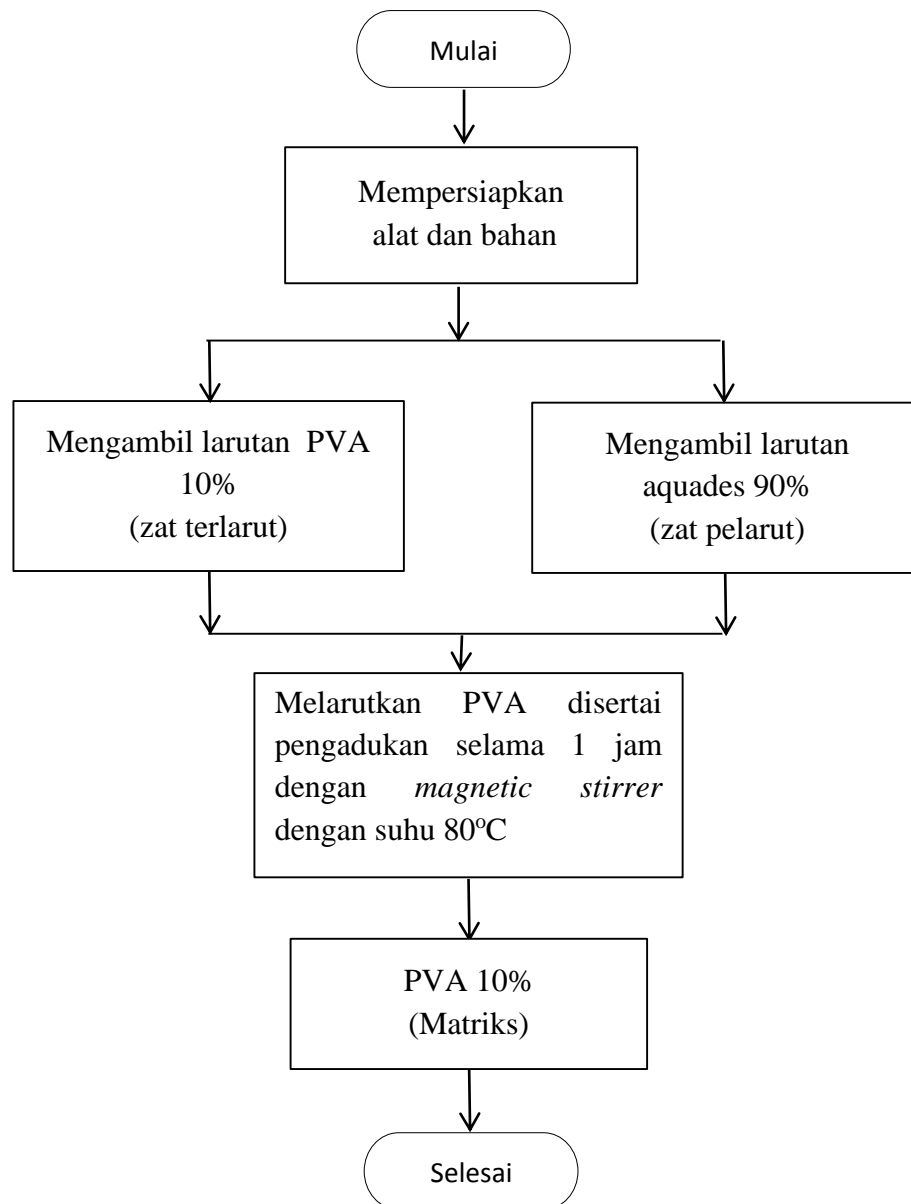 Mulai
Mempersiapkan
alat dan bahan
Mengambil larutan PVA
10%
(zat terlarut)
Mengambil larutan
aquades 90%
(zat pelarut)
Melarutkan PVA disertai
pengadukan selama 1 jam
dengan magnetic stirrer
dengan suhu 80ºC
PVA 10%
(Matriks)
Selesai